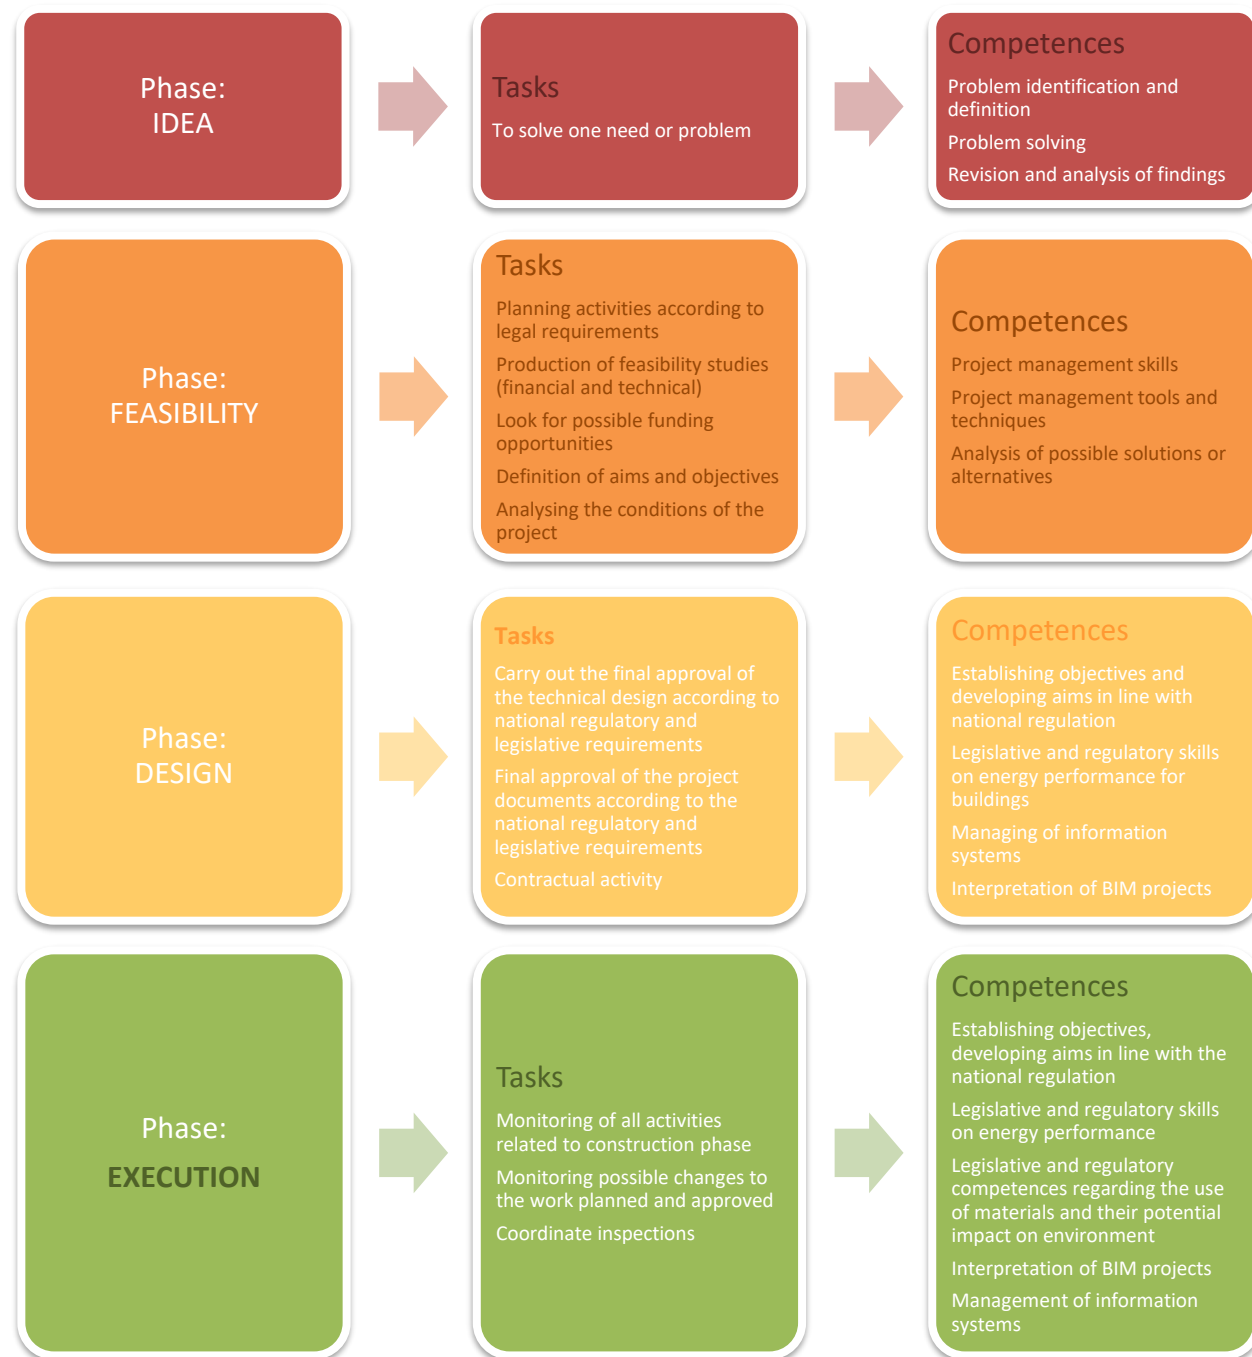 Phase:
IDEA
Tasks
To solve one need or problem
Competences
Problem identification and
definition
Problem solving
Revision and analysis of findings
Phase:
FEASIBILITY
Tasks
Planning activities according to
legal requirements
Production of feasibility studies
(financial and technical)
Look for possible funding
opportunities
Definition of aims and objectives
Analysing the conditions of the
project
Competences
Project management skills
Project management tools and
techniques
Analysis of possible solutions or
alternatives
Phase:
DESIGN
Tasks
Carry out the final approval of
the technical design according to
national regulatory and
legislative requirements
Final approval of the project
documents according to the
national regulatory and
legislative requirements
Contractual activity
Competences
Establishing objectives and
developing aims in line with
national regulation
Legislative and regulatory skills
on energy performance for
buildings
Managing of information
systems
Interpretation of BIM projects
Phase:
EXECUTION
Tasks
Monitoring of all activities
related to construction phase
Monitoring possible changes to
the work planned and approved
Coordinate inspections
Competences
Establishing objectives,
developing aims in line with the
national regulation
Legislative and regulatory skills
on energy performance
Legislative and regulatory
competences regarding the use
of materials and their potential
impact on environment
Interpretation of BIM projects
Management of information
systems